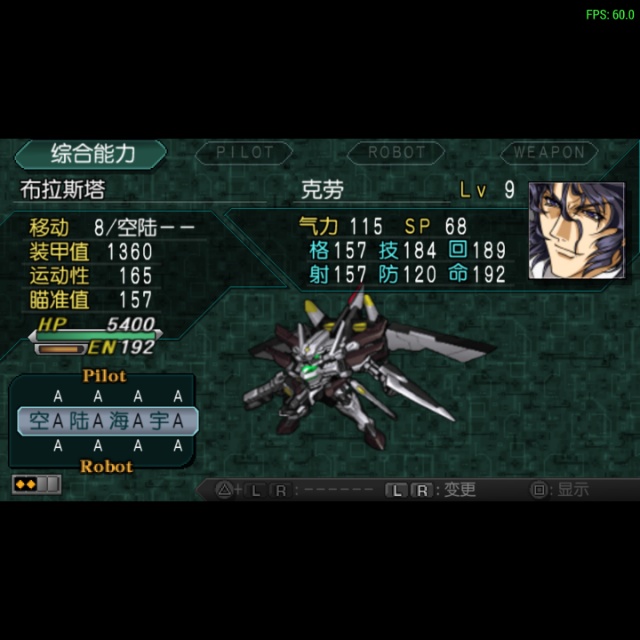 FPS: 60.0
综合能力 PILOT ROBOT WEAPON
布拉斯塔 克劳 Lv 9
移动 8/空陆－－ 气力 115 SP 68
装甲值 1360 格157 技184 回189
运动性 165 射157 防120 命192
瞄准值 157
HP 5400
EN 192
Pilot
A A A A
空A陆A海A宇A
A A A A
Robot
+ L R :------- L R :变更 :显示